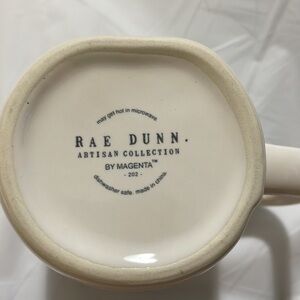 may get hot in microwave.
RAE DUNN.
ARTISAN COLLECTION
BY MAGENTA™
- 202 -
dishwasher safe. made in china.